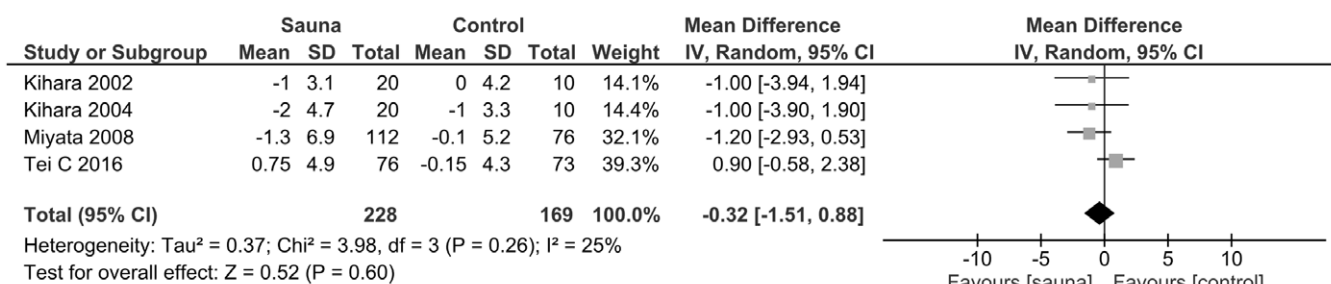 Sauna Control Mean Difference Mean Difference
Study or Subgroup Mean SD Total Mean SD Total Weight IV, Random, 95% CI IV, Random, 95% CI
Kihara 2002 -1 3.1 20 0 4.2 10 14.1% -1.00 [-3.94, 1.94]
Kihara 2004 -2 4.7 20 -1 3.3 10 14.4% -1.00 [-3.90, 1.90]
Miyata 2008 -1.3 6.9 112 -0.1 5.2 76 32.1% -1.20 [-2.93, 0.53]
Tei C 2016 0.75 4.9 76 -0.15 4.3 73 39.3% 0.90 [-0.58, 2.38]
Total (95% CI) 228 169 100.0% -0.32 [-1.51, 0.88]
Heterogeneity: Tau² = 0.37; Chi² = 3.98, df = 3 (P = 0.26); I² = 25%
Test for overall effect: Z = 0.52 (P = 0.60)
-10 -5 0 5 10
Favours [sauna] Favours [control]